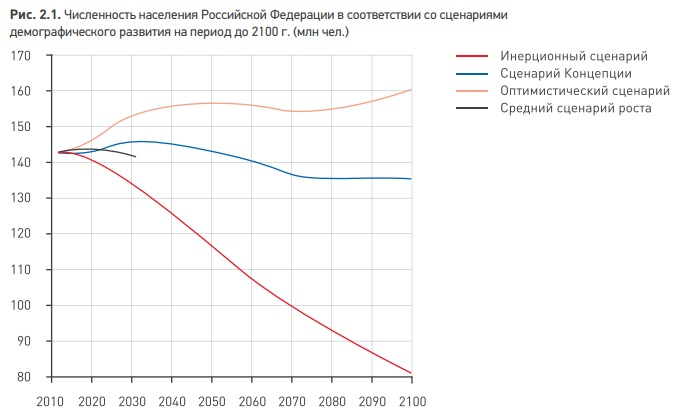 Рис. 2.1. Численность населения Российской Федерации в соответствии со сценариями
демографического развития на период до 2100 г. (млн чел.)
170
160
150
140
130
120
110
100
90
80
2010 2020 2030 2040 2050 2060 2070 2080 2090 2100
Инерционный сценарий
Сценарий Концепции
Оптимистический сценарий
Средний сценарий роста